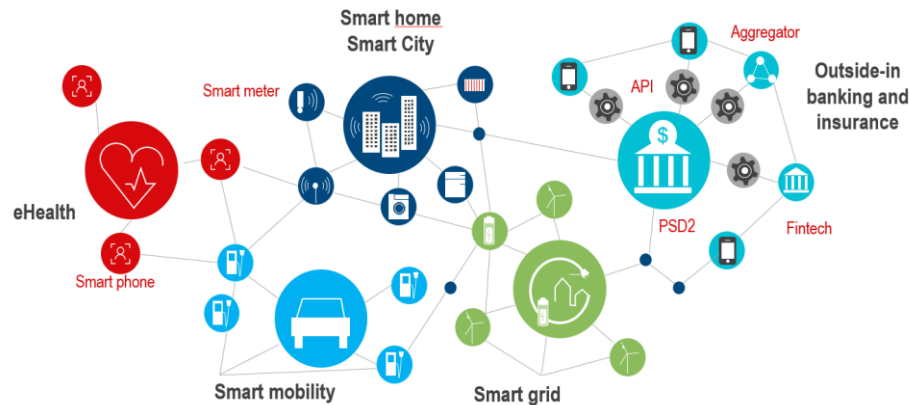 Smart home
Smart City
Aggregator
Smart meter
API
Outside-in
banking and
insurance
$
eHealth
PSD2
Fintech
Smart phone
Smart mobility
Smart grid